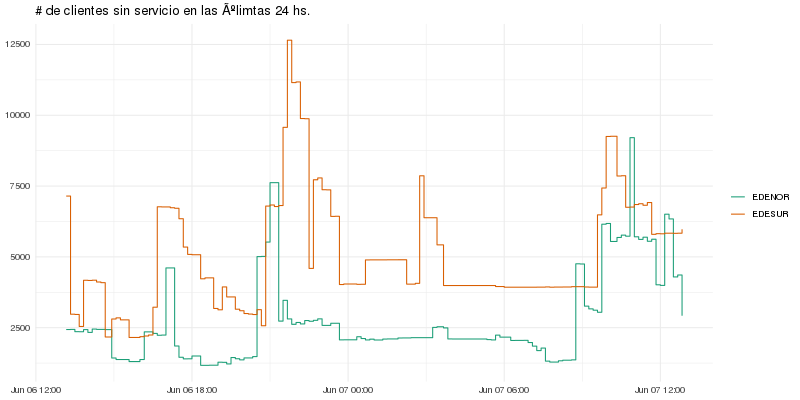 # de clientes sin servicio en las Ãºlimtas 24 hs.
12500
10000
7500
5000
2500
Jun 06 12:00 Jun 06 18:00 Jun 07 00:00 Jun 07 06:00 Jun 07 12:00
EDENOR
EDESUR